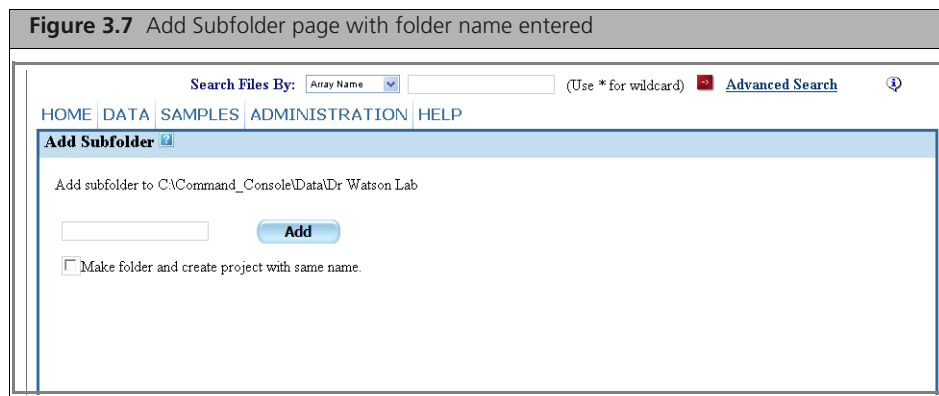 Figure 3.7 Add Subfolder page with folder name entered
Search Files By: Array Name (Use * for wildcard) Advanced Search
HOME DATA SAMPLES ADMINISTRATION HELP
Add Subfolder ?
Add subfolder to C:\Command_Console\Data\Dr Watson Lab
Add
Make folder and create project with same name.